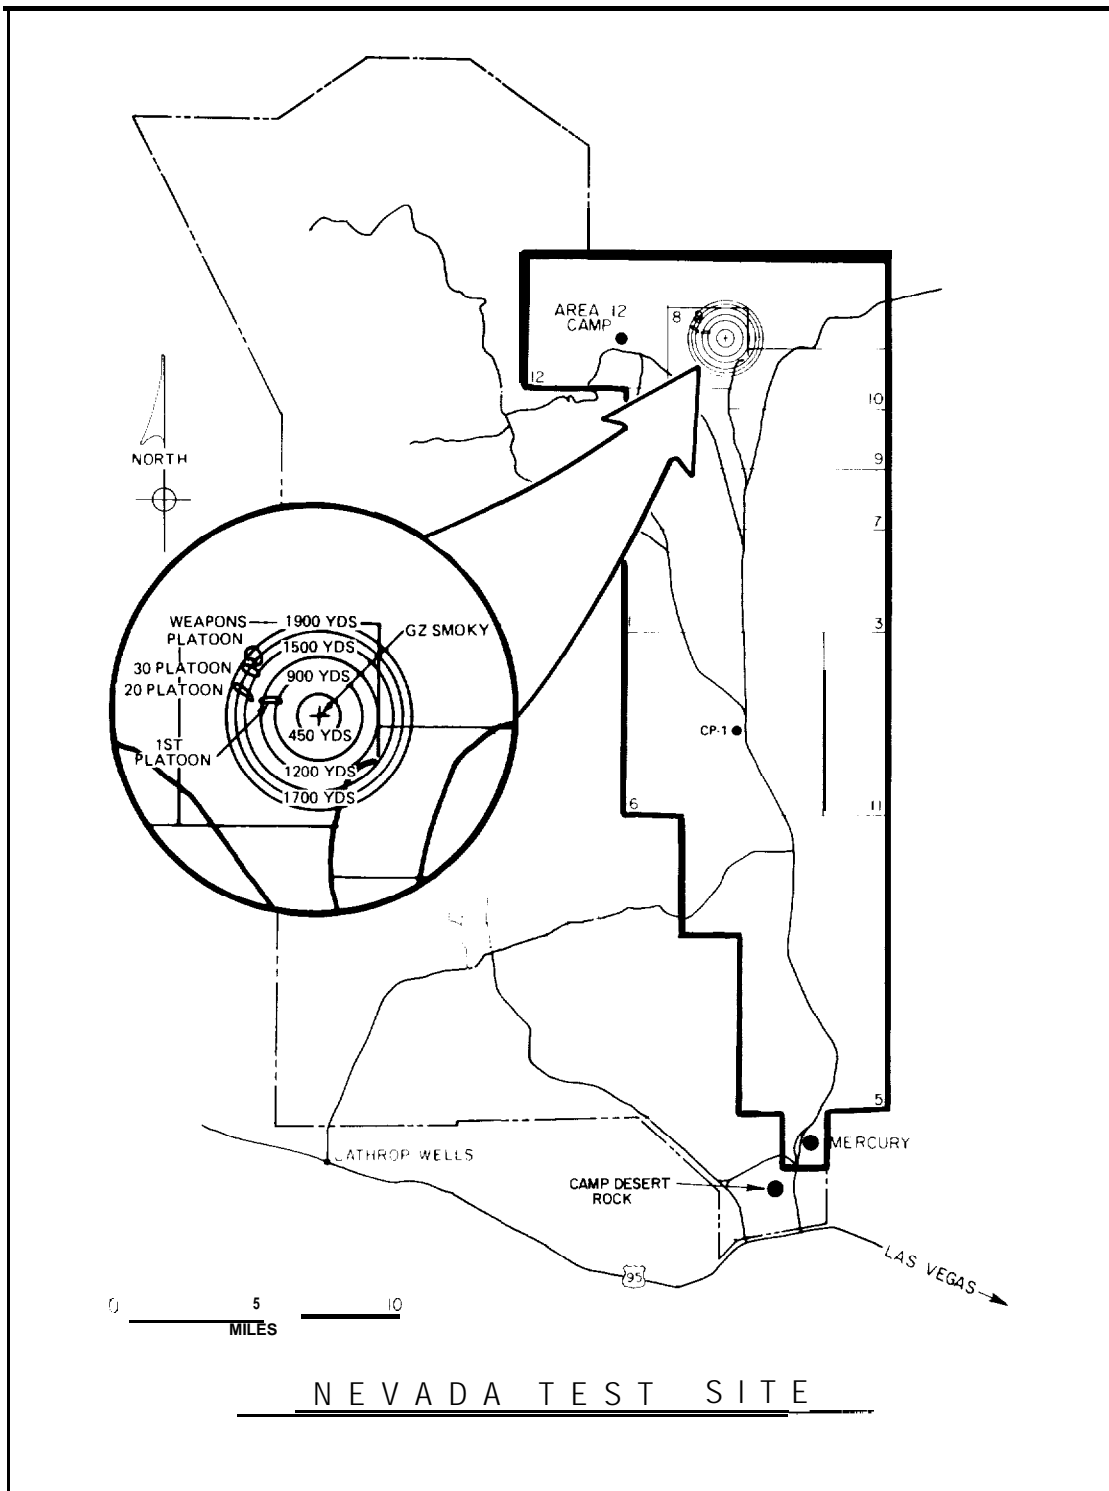 AREA 12
CAMP
8
12
10
NORTH
9
7
WEAPONS
PLATOON
1900 YDS
GZ SMOKY
1500 YDS
30 PLATOON
900 YDS
20 PLATOON
450 YDS
1ST
PLATOON
1200 YDS
1700 YDS
1
3
CP-1
6
11
5
MERCURY
LATHROP WELLS
CAMP DESERT
ROCK
LAS VEGAS
95
0 5 10
MILES
NEVADA TEST SITE